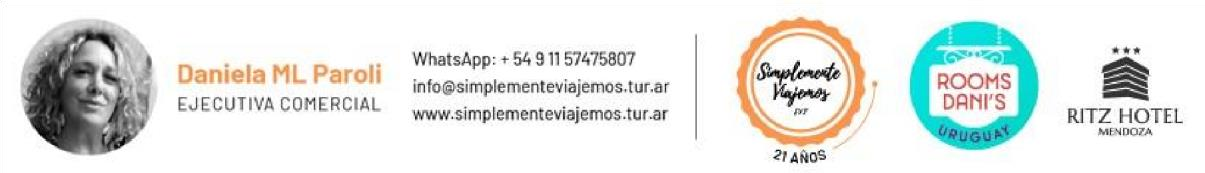 Daniela ML Paroli
EJECUTIVA COMERCIAL
WhatsApp: + 54 9 11 57475807
info@simplementeviajemos.tur.ar
www.simplementeviajemos.tur.ar
Simplemente
Viajemos
EVT
21 AÑOS
ROOMS
DANI'S
URUGUAY
RITZ HOTEL
MENDOZA